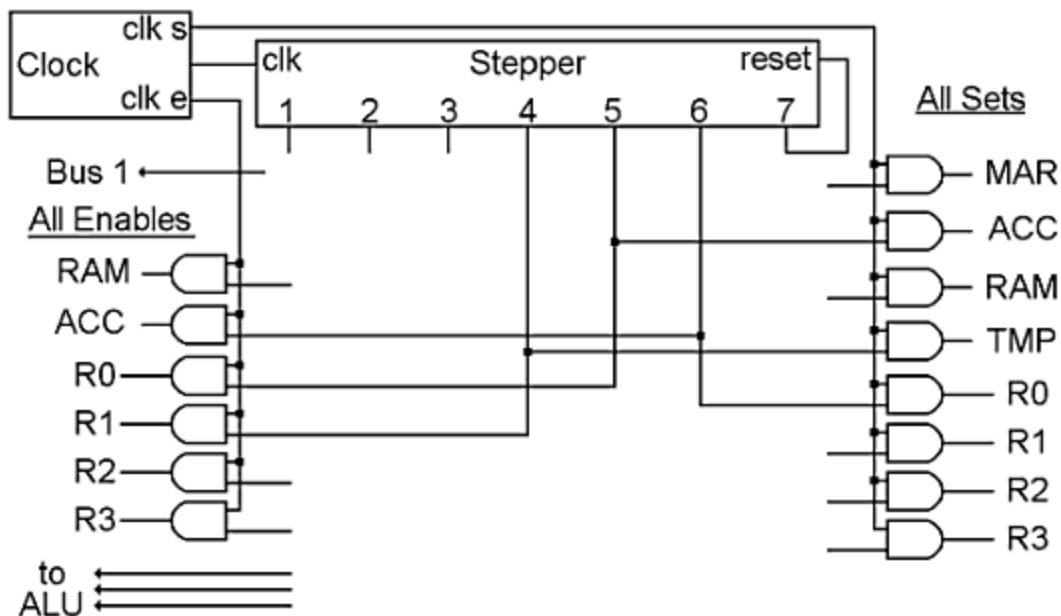 clk s
Clock
clk e
clk Stepper reset
1 2 3 4 5 6 7
All Sets
Bus 1
All Enables
RAM
ACC
R0
R1
R2
R3
to
ALU
MAR
ACC
RAM
TMP
R0
R1
R2
R3